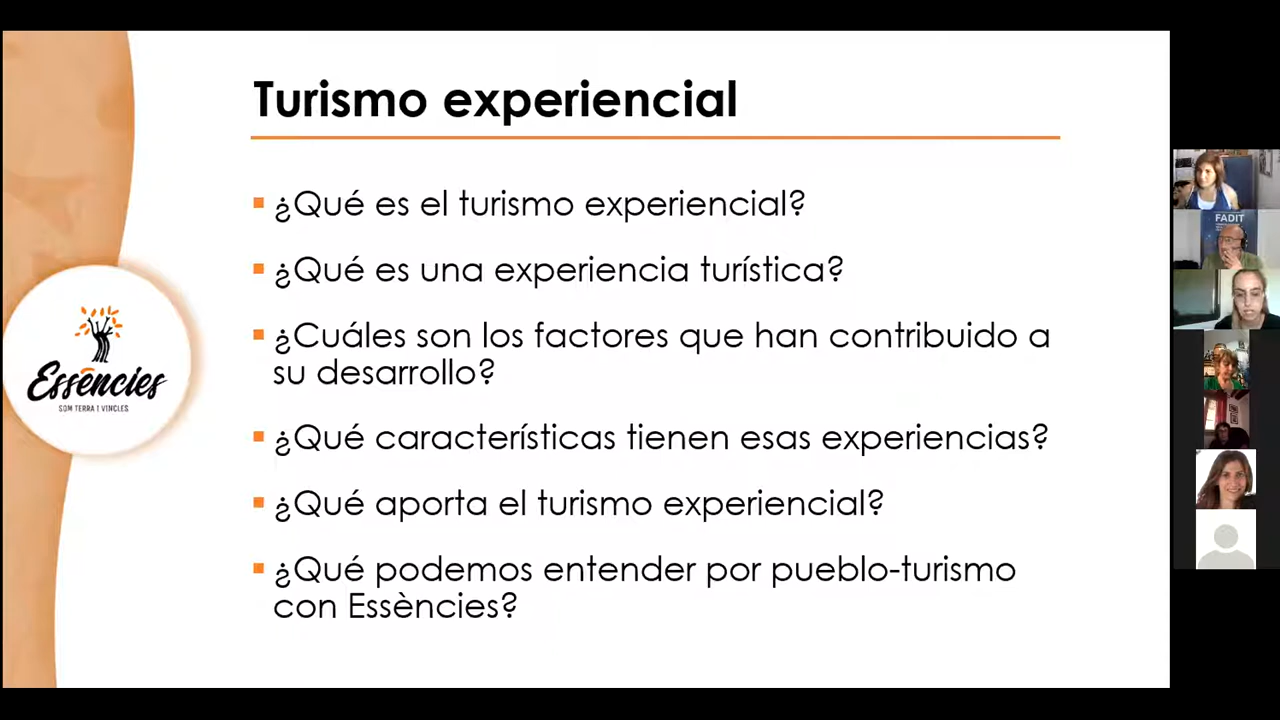 Turismo experiencial
¿Qué es el turismo experiencial?
¿Qué es una experiencia turística?
¿Cuáles son los factores que han contribuido a
su desarrollo?
¿Qué características tienen esas experiencias?
¿Qué aporta el turismo experiencial?
¿Qué podemos entender por pueblo-turismo
con Essències?
Essències
SOM TERRA I VINCLES
FADIT